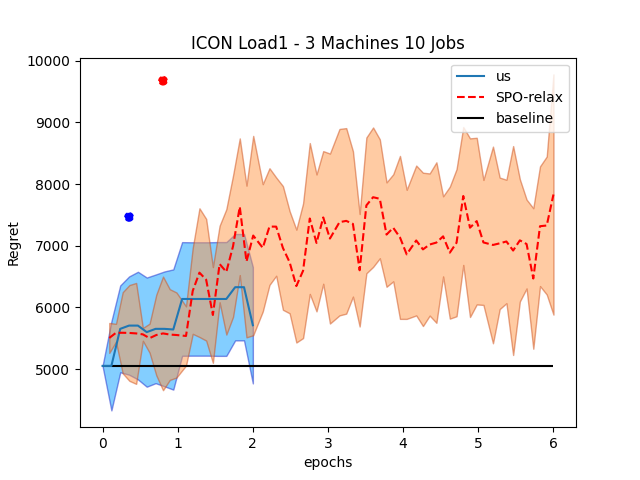 ICON Load1 - 3 Machines 10 Jobs
Regret
10000
9000
8000
7000
6000
5000
us
SPO-relax
baseline
0 1 2 3 4 5 6
epochs